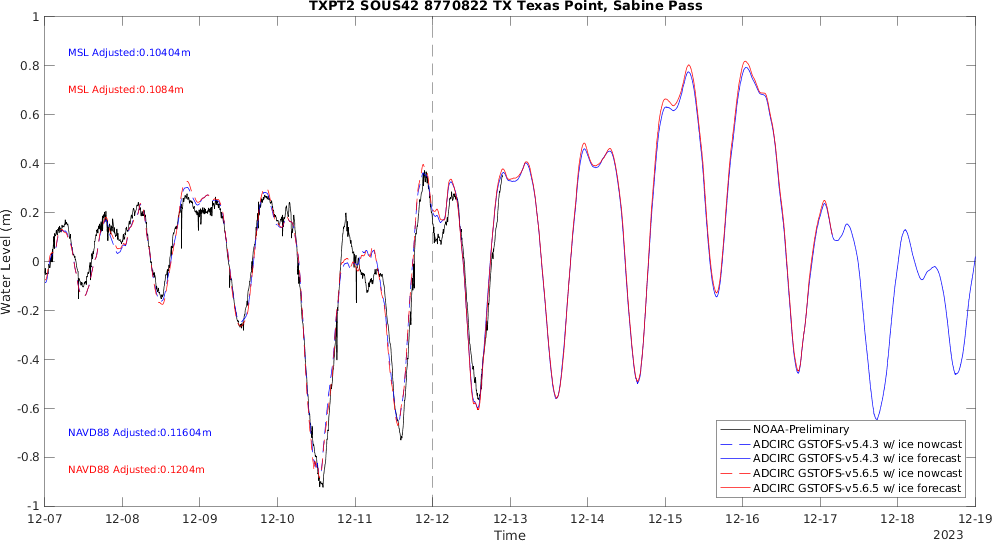 TXPT2 SOUS42 8770822 TX Texas Point, Sabine Pass
1
0.8
0.6
0.4
0.2
0
-0.2
-0.4
-0.6
-0.8
-1
Water Level (m)
MSL Adjusted:0.10404m
MSL Adjusted:0.1084m
NAVD88 Adjusted:0.11604m
NAVD88 Adjusted:0.1204m
NOAA-Preliminary
ADCIRC GSTOFS-v5.4.3 w/ ice nowcast
ADCIRC GSTOFS-v5.4.3 w/ ice forecast
ADCIRC GSTOFS-v5.6.5 w/ ice nowcast
ADCIRC GSTOFS-v5.6.5 w/ ice forecast
12-07 12-08 12-09 12-10 12-11 12-12 12-13 12-14 12-15 12-16 12-17 12-18 12-19
Time
2023